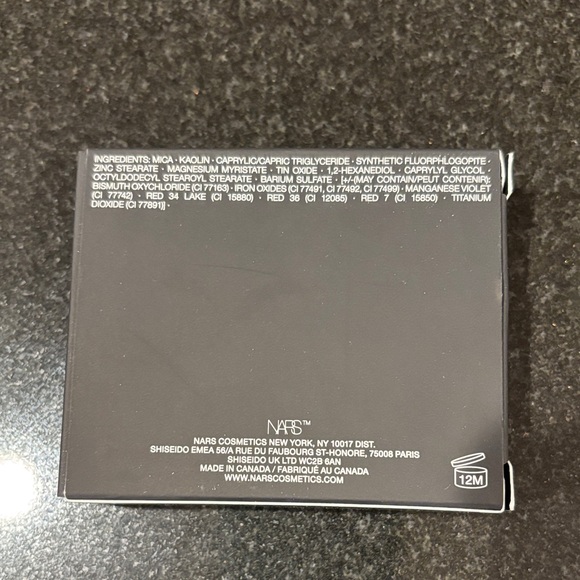 INGREDIENTS: MICA · KAOLIN · CAPRYLIC/CAPRIC TRIGLYCERIDE · SYNTHETIC FLUORPHLOGOPITE ·
ZINC STEARATE · MAGNESIUM MYRISTATE · TIN OXIDE · 1,2-HEXANEDIOL · CAPRYLYL GLYCOL ·
OCTYLDODECYL STEAROYL STEARATE · BARIUM SULFATE · [+/-(MAY CONTAIN/PEUT CONTENIR):
BISMUTH OXYCHLORIDE (CI 77163) · IRON OXIDES (CI 77491, CI 77492, CI 77499) · MANGANESE VIOLET
(CI 77742) · RED 34 LAKE (CI 15880) · RED 36 (CI 12085) · RED 7 (CI 15850) · TITANIUM
DIOXIDE (CI 77891)] ·
NARS™
NARS COSMETICS NEW YORK, NY 10017 DIST.
SHISEIDO EMEA 56/A RUE DU FAUBOURG ST-HONORE, 75008 PARIS
SHISEIDO UK LTD WC2B 6AN
MADE IN CANADA / FABRIQUÉ AU CANADA
WWW.NARSCOSMETICS.COM
12M